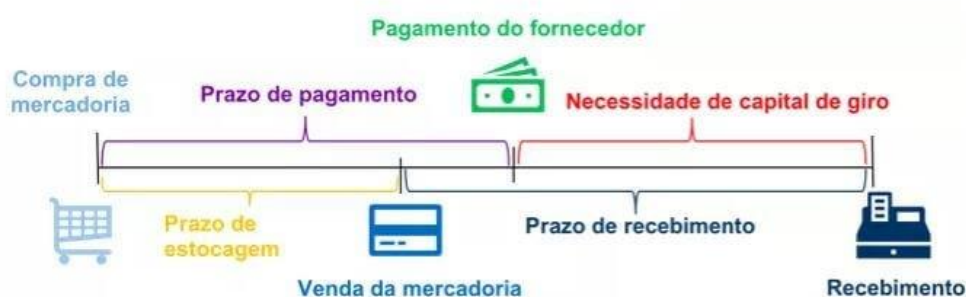 Pagamento do fornecedor
Compra de
mercadoria
Prazo de pagamento
Necessidade de capital de giro
Prazo de
estocagem
Prazo de recebimento
Venda da mercadoria
Recebimento